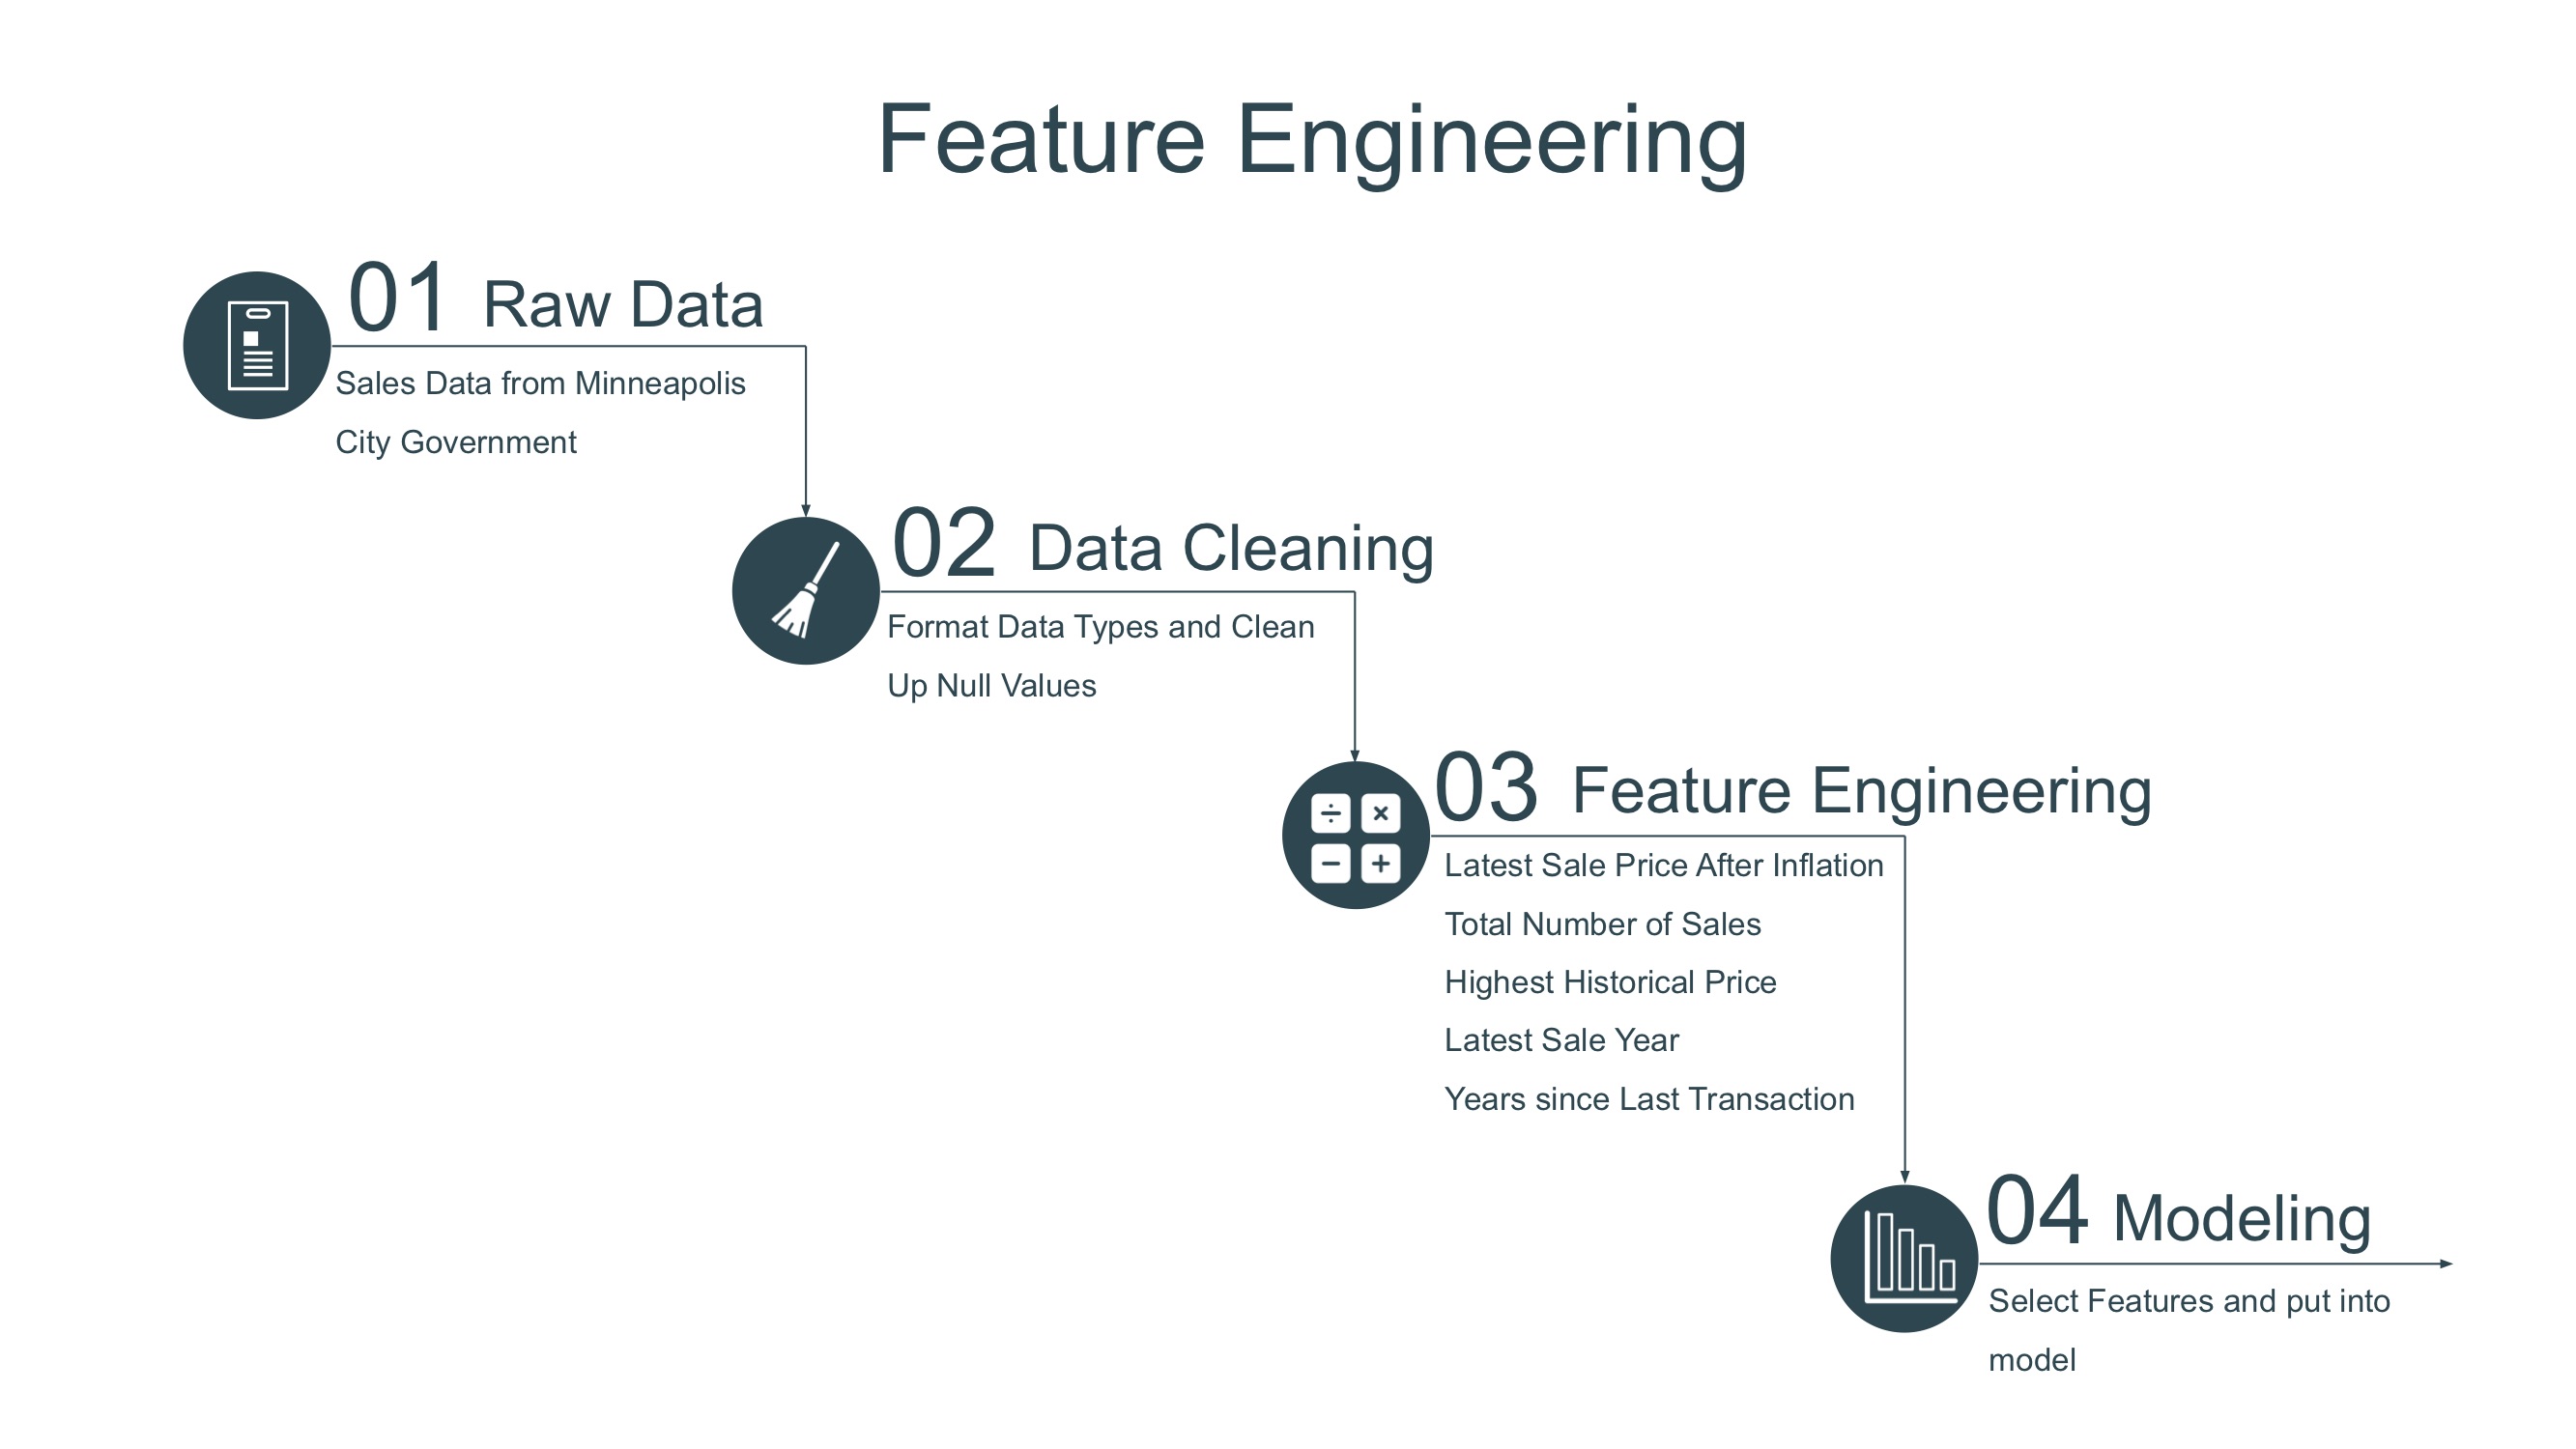 Feature Engineering
01 Raw Data
Sales Data from Minneapolis
City Government
02 Data Cleaning
Format Data Types and Clean
Up Null Values
03 Feature Engineering
÷ ×
− +
Latest Sale Price After Inflation
Total Number of Sales
Highest Historical Price
Latest Sale Year
Years since Last Transaction
04 Modeling
Select Features and put into
model